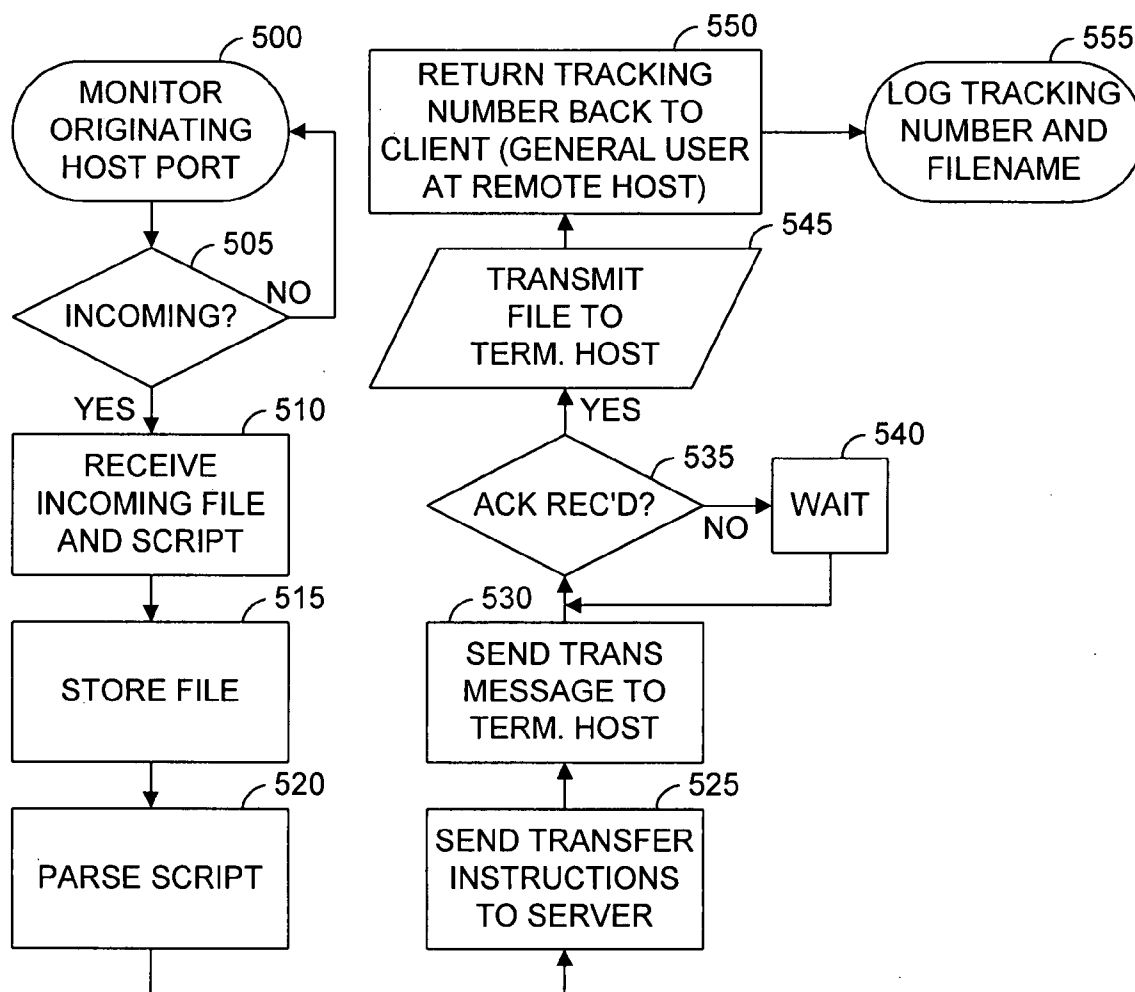 500
MONITOR
ORIGINATING
HOST PORT
505
INCOMING?
NO
YES
510
RECEIVE
INCOMING FILE
AND SCRIPT
515
STORE FILE
520
PARSE SCRIPT
525
SEND TRANSFER
INSTRUCTIONS
TO SERVER
530
SEND TRANS
MESSAGE TO
TERM. HOST
535
ACK REC'D?
NO
540
WAIT
YES
545
TRANSMIT
FILE TO
TERM. HOST
550
RETURN TRACKING
NUMBER BACK TO
CLIENT (GENERAL USER
AT REMOTE HOST)
555
LOG TRACKING
NUMBER AND
FILENAME